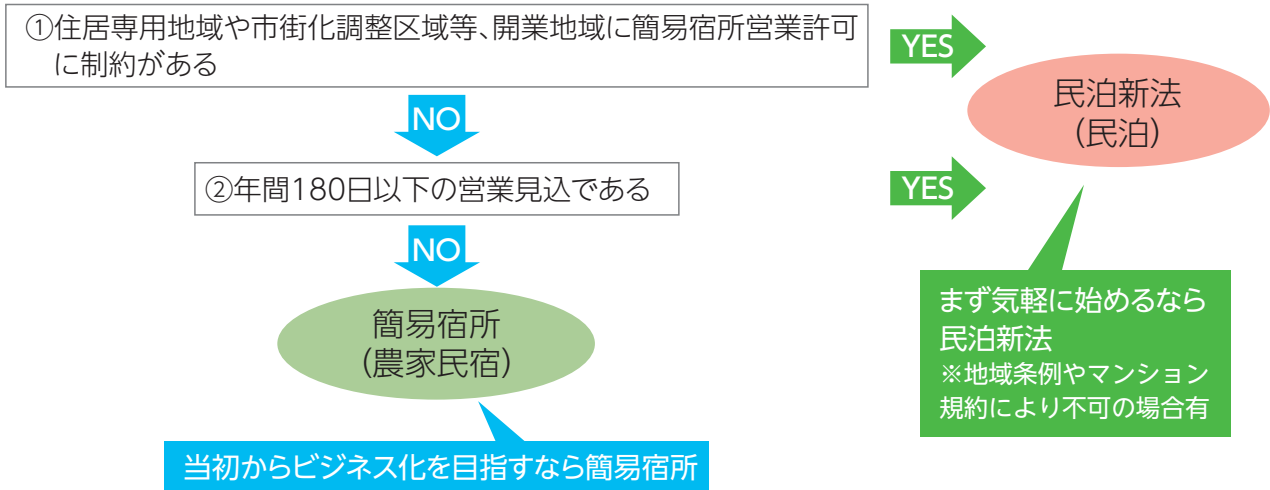 ①住居専用地域や市街化調整区域等、開業地域に簡易宿所営業許可
に制約がある
YES
民泊新法
(民泊)
NO
②年間180日以下の営業見込である
YES
NO
簡易宿所
(農家民宿)
まず気軽に始めるなら
民泊新法
※地域条例やマンション
規約により不可の場合有
当初からビジネス化を目指すなら簡易宿所